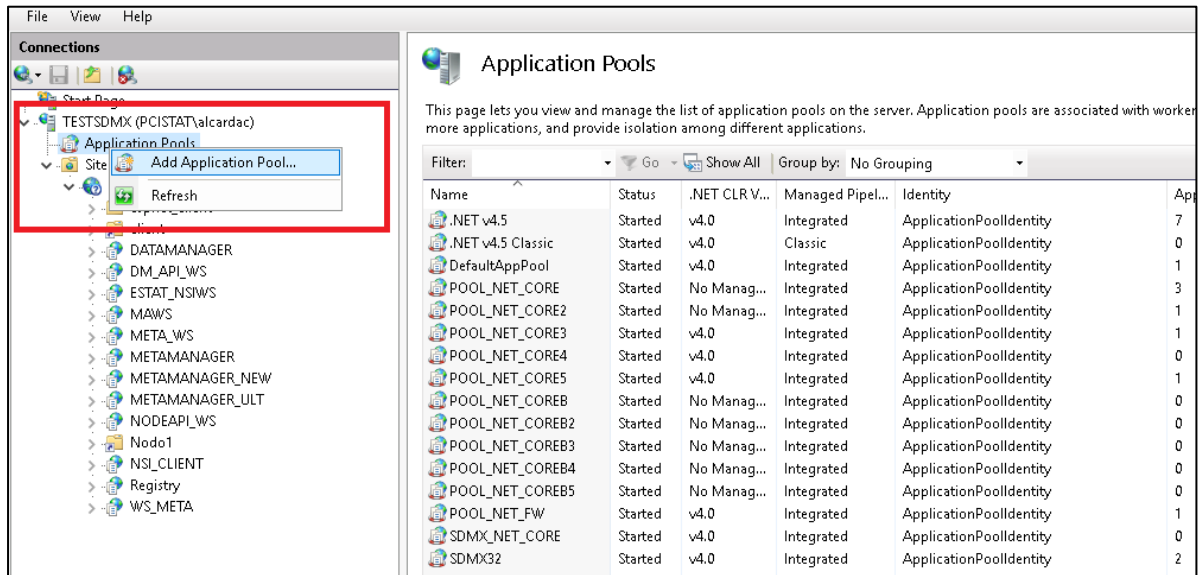 File View Help
Connections
Application Pools
This page lets you view and manage the list of application pools on the server. Application pools are associated with worker
more applications, and provide isolation among different applications.
Start Page
TESTSDMX (PCISTAT\alcardac)
Application Pools
Site
Add Application Pool...
Refresh
aspnet_client
client
DATAMANAGER
DM_API_WS
ESTAT_NSIWS
MAWS
META_WS
METAMANAGER
METAMANAGER_NEW
METAMANAGER_ULT
NODEAPI_WS
Nodo1
NSI_CLIENT
Registry
WS_META
Filter: Go Show All Group by: No Grouping
Name Status .NET CLR V... Managed Pipel... Identity App
.NET v4.5 Started v4.0 Integrated ApplicationPoolIdentity 7
.NET v4.5 Classic Started v4.0 Classic ApplicationPoolIdentity 0
DefaultAppPool Started v4.0 Integrated ApplicationPoolIdentity 1
POOL_NET_CORE Started No Manag... Integrated ApplicationPoolIdentity 3
POOL_NET_CORE2 Started No Manag... Integrated ApplicationPoolIdentity 1
POOL_NET_CORE3 Started v4.0 Integrated ApplicationPoolIdentity 1
POOL_NET_CORE4 Started v4.0 Integrated ApplicationPoolIdentity 0
POOL_NET_CORE5 Started v4.0 Integrated ApplicationPoolIdentity 1
POOL_NET_COREB Started No Manag... Integrated ApplicationPoolIdentity 0
POOL_NET_COREB2 Started No Manag... Integrated ApplicationPoolIdentity 0
POOL_NET_COREB3 Started No Manag... Integrated ApplicationPoolIdentity 0
POOL_NET_COREB4 Started No Manag... Integrated ApplicationPoolIdentity 0
POOL_NET_COREB5 Started No Manag... Integrated ApplicationPoolIdentity 0
POOL_NET_FW Started v4.0 Integrated ApplicationPoolIdentity 1
SDMX_NET_CORE Started v4.0 Integrated ApplicationPoolIdentity 0
SDMX32 Started v4.0 Integrated ApplicationPoolIdentity 2